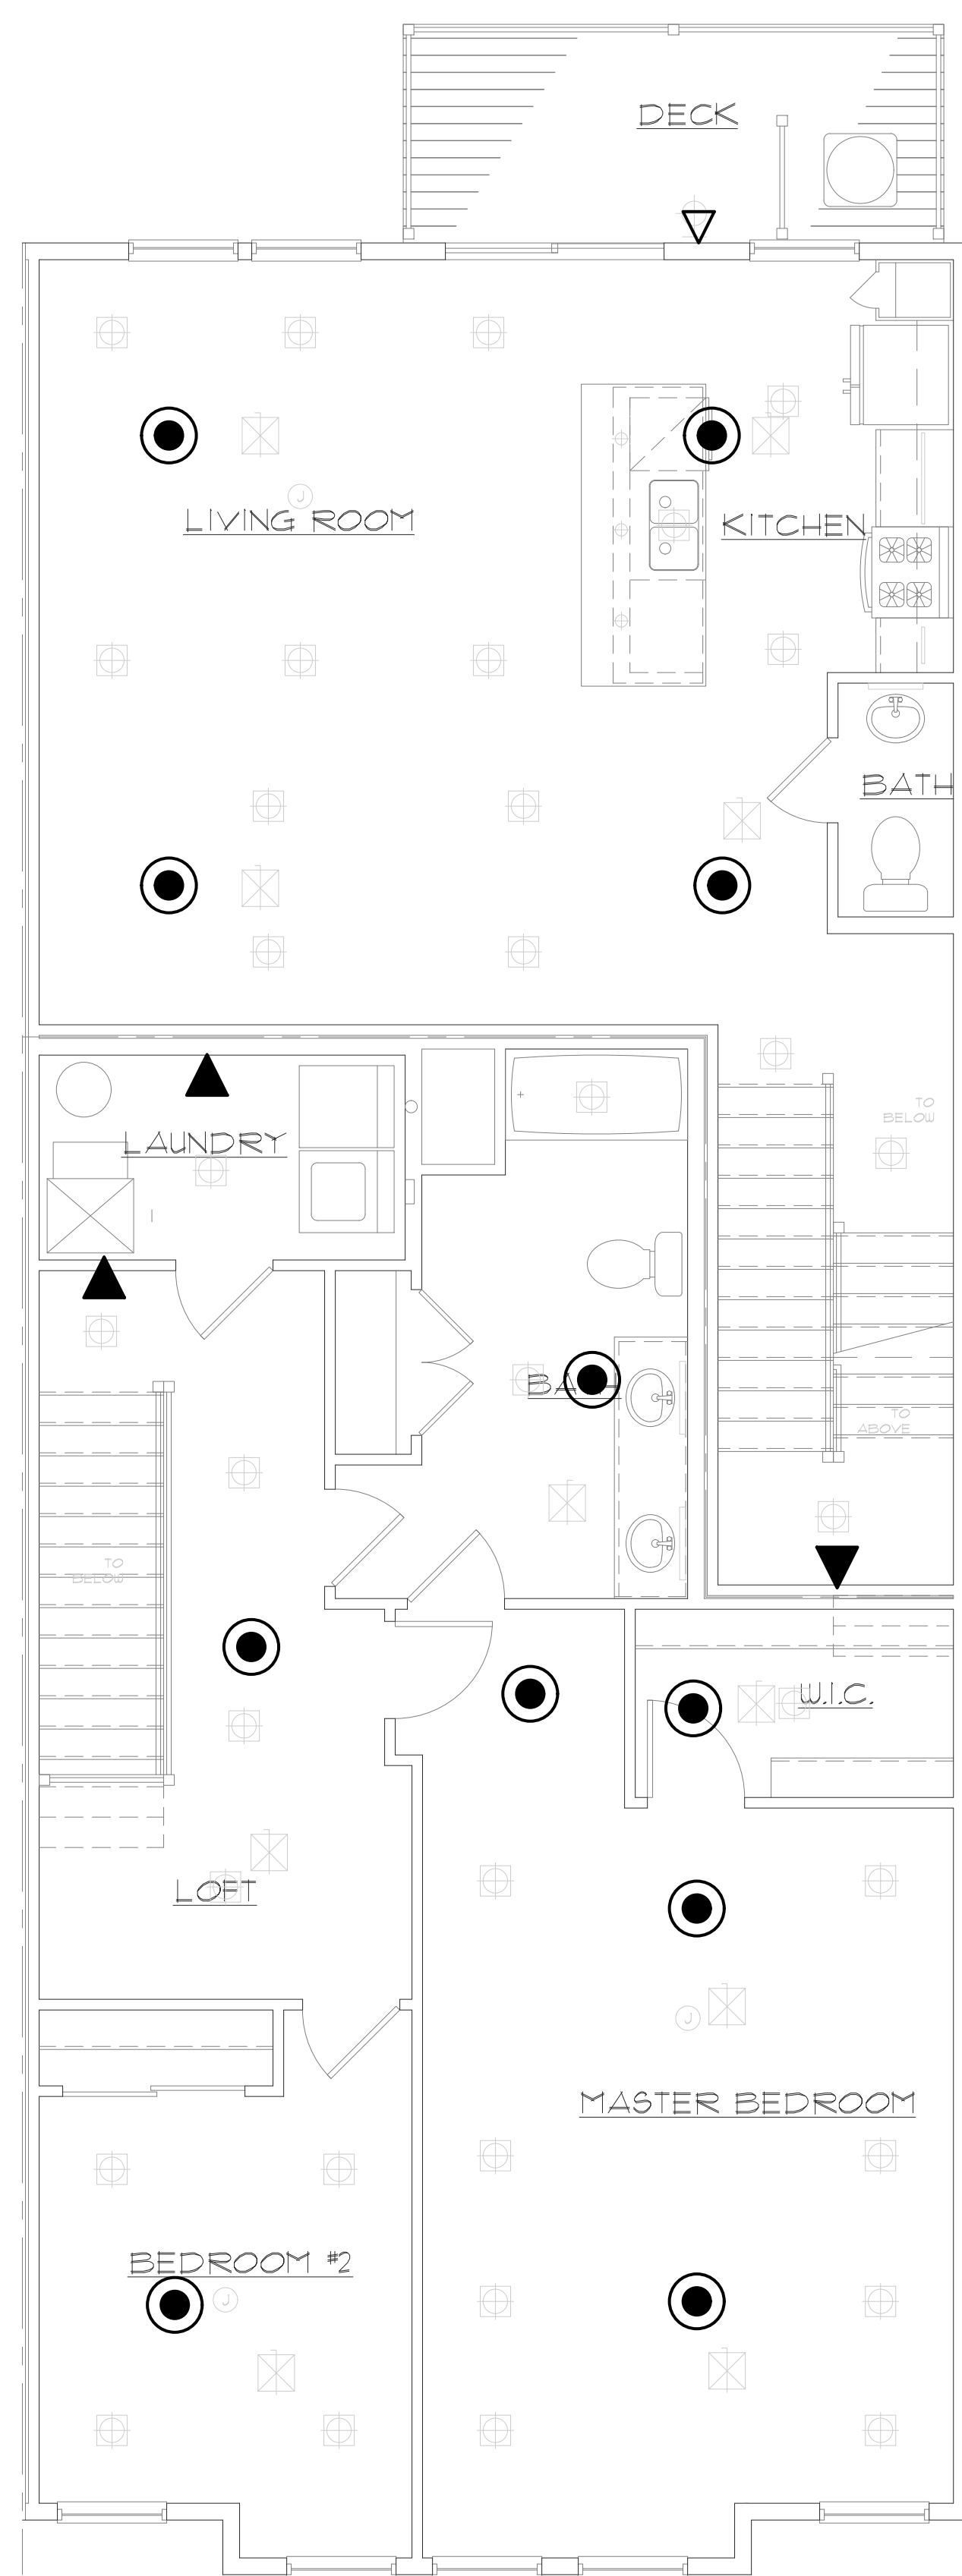 DECK
J
LIVING ROOM
KITCHEN
BATH
TO
BELOW
LAUNDRY
TO
ABOVE
TO
BELOW
W.I.C.
LOFT
J
MASTER BEDROOM
BEDROOM #2
J